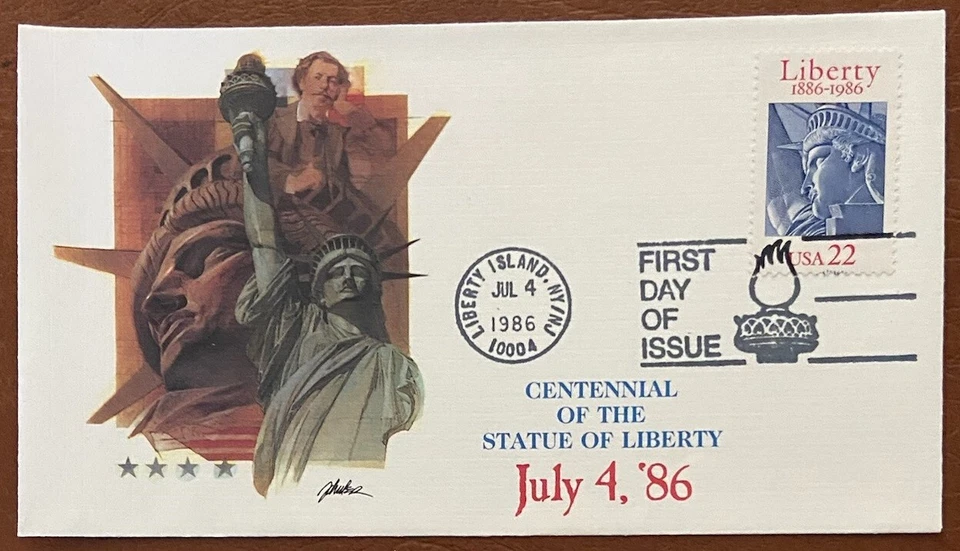 Liberty
1886-1986
USA 22
LIBERTY ISLAND, NY/NJ
JUL 4
1986
10004
FIRST
DAY
OF
ISSUE
CENTENNIAL
OF THE
STATUE OF LIBERTY
July 4, '86